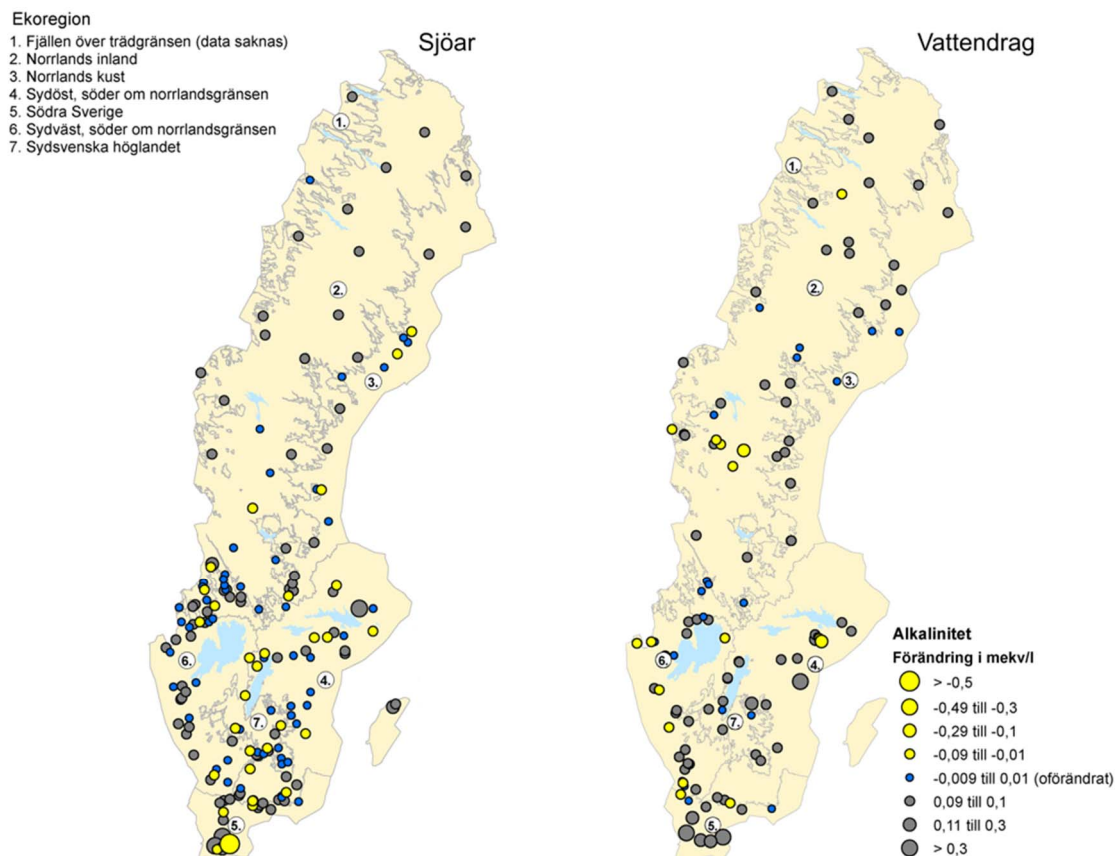 Ekoregion
1. Fjällen över trädgränsen (data saknas)
2. Norrlands inland
3. Norrlands kust
4. Sydöst, söder om norrlandsgränsen
5. Södra Sverige
6. Sydväst, söder om norrlandsgränsen
7. Sydsvenska höglandet
Sjöar
1.
2.
3.
6.
4.
7.
5.
Vattendrag
1.
2.
3.
6.
4.
7.
5.
Alkalinitet
Förändring i mekv/l
> -0,5
-0,49 till -0,3
-0,29 till -0,1
-0,09 till -0,01
-0,009 till 0,01 (oförändrat)
0,09 till 0,1
0,11 till 0,3
> 0,3